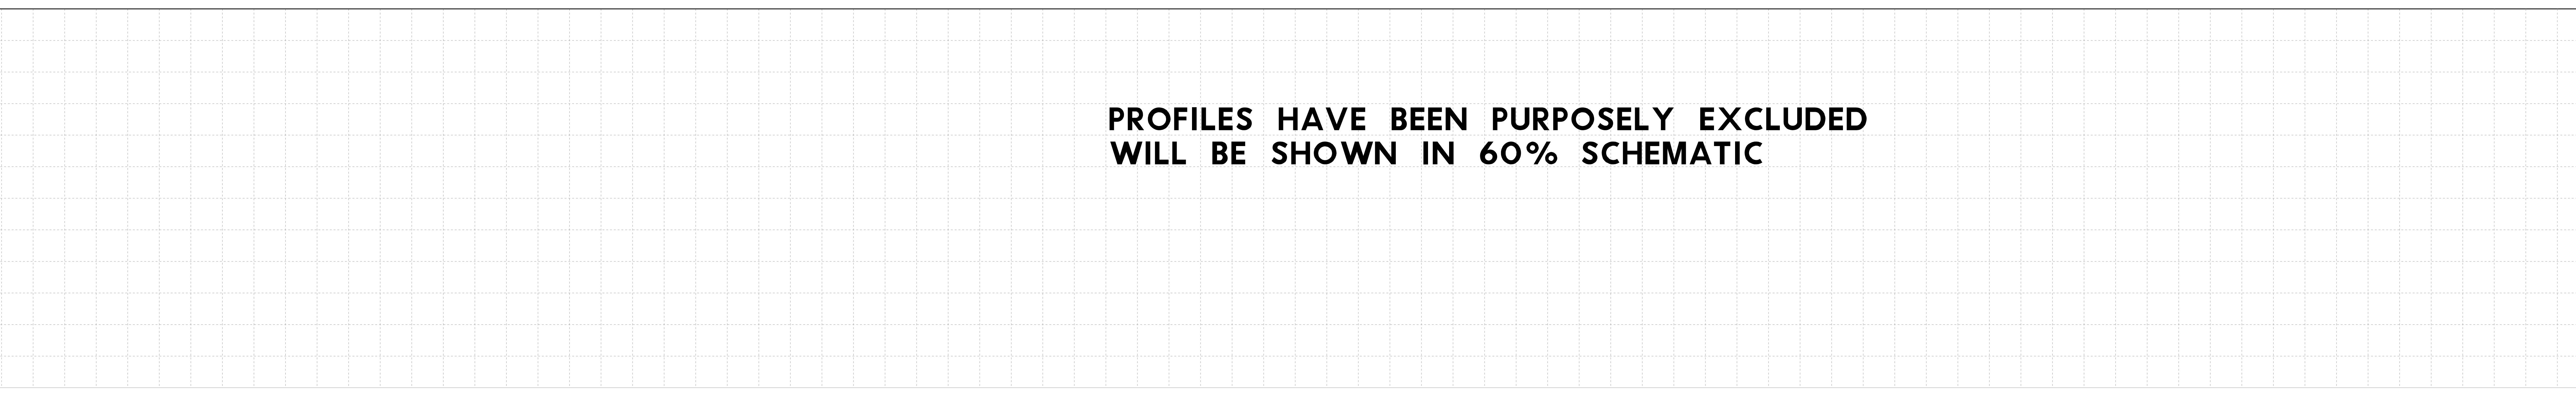 PROFILES HAVE BEEN PURPOSELY EXCLUDED
WILL BE SHOWN IN 60% SCHEMATIC